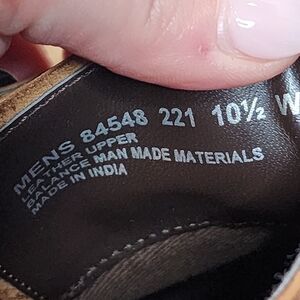 MENS 84548 221 10½ W
LEATHER UPPER
BALANCE MAN MADE MATERIALS
MADE IN INDIA